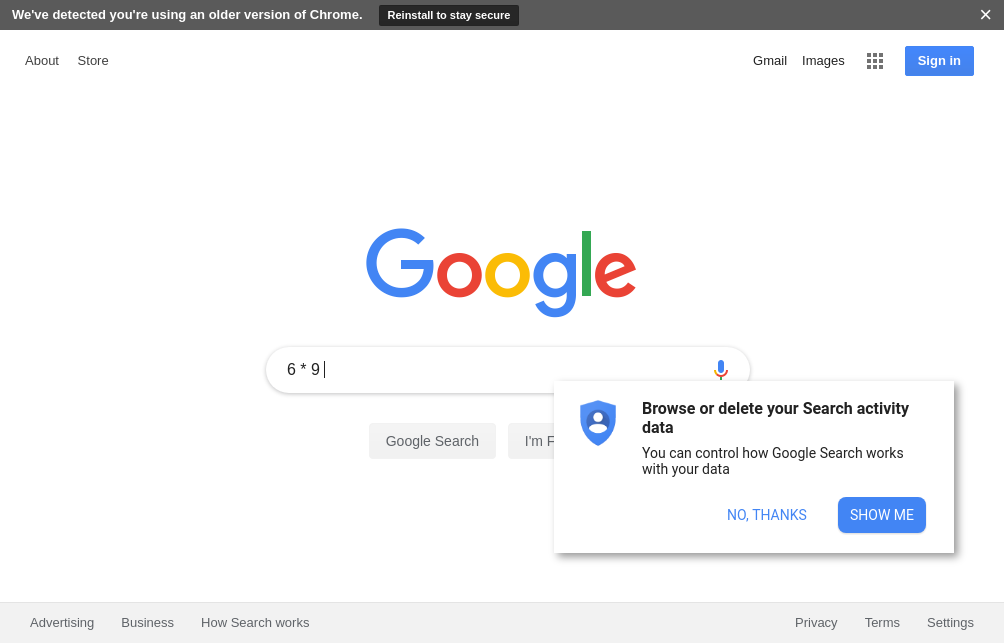 We've detected you're using an older version of Chrome. Reinstall to stay secure
About Store Gmail Images Sign in
Google
6 * 9
Google Search I'm F
Browse or delete your Search activity
data
You can control how Google Search works
with your data
NO, THANKS SHOW ME
Advertising Business How Search works Privacy Terms Settings